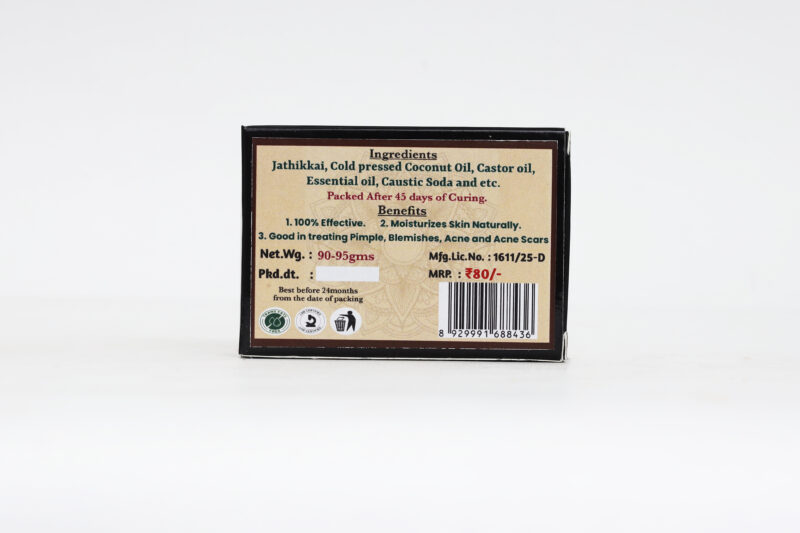 Ingredients
Jathikkai, Cold pressed Coconut Oil, Castor oil,
Essential oil, Caustic Soda and etc.
Packed After 45 days of Curing.
Benefits
1. 100% Effective. 2. Moisturizes Skin Naturally.
3. Good in treating Pimple, Blemishes, Acne and Acne Scars
Net.Wg. : 90-95gms
Mfg.Lic.No. : 1611/25-D
Pkd.dt. :
MRP. : ₹80/-
Best before 24months
from the date of packing
8 929991 688436